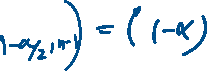 1-α/2, n-1) = (1-α)